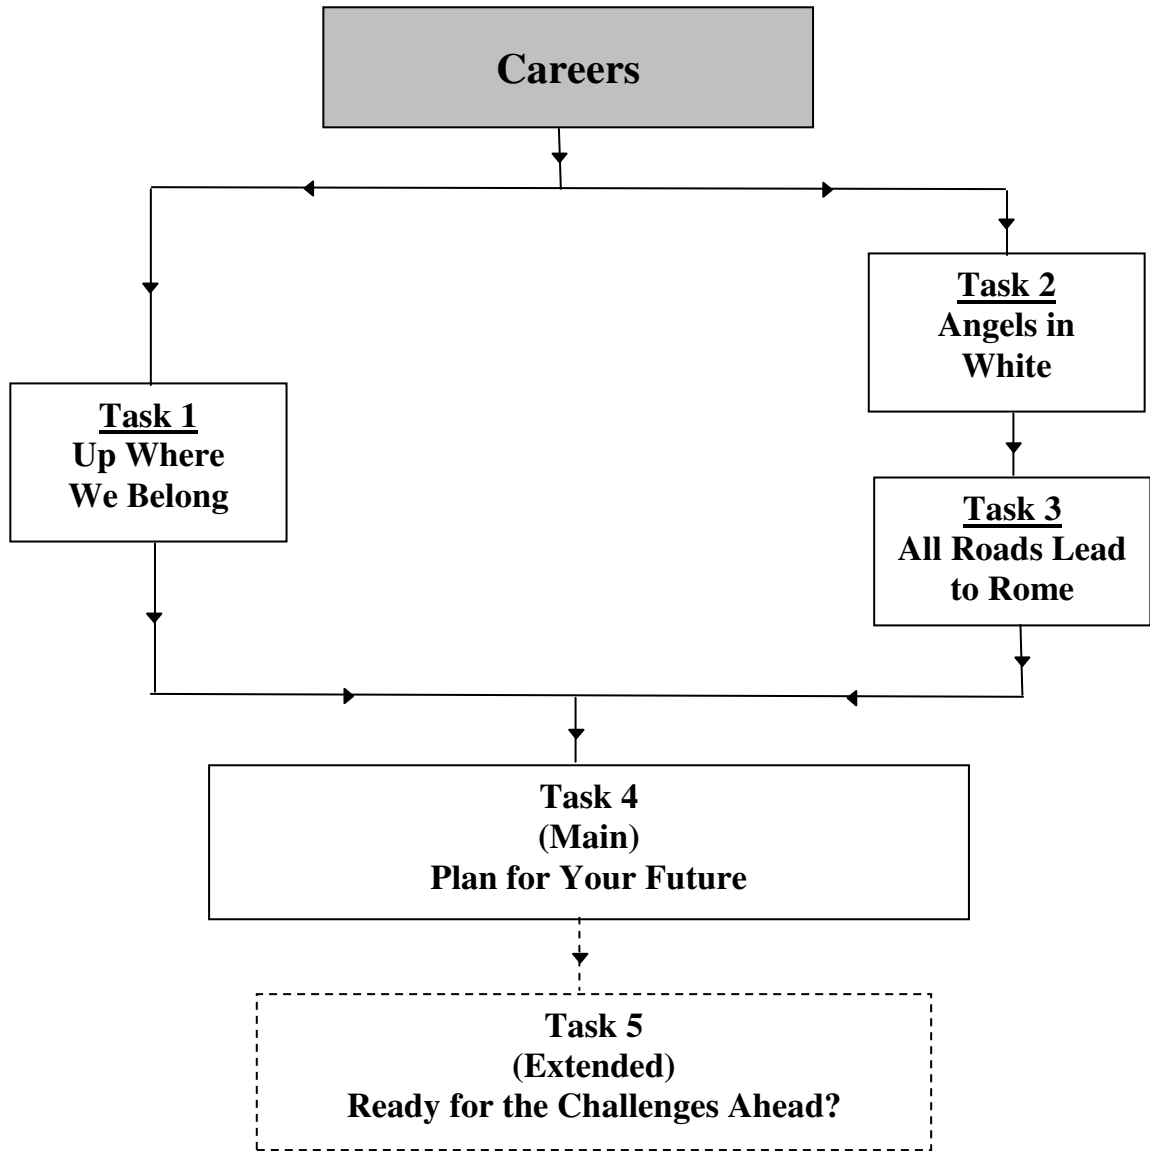 Careers
Task 2
Angels in
White
Task 1
Up Where
We Belong
Task 3
All Roads Lead
to Rome
Task 4
(Main)
Plan for Your Future
Task 5
(Extended)
Ready for the Challenges Ahead?